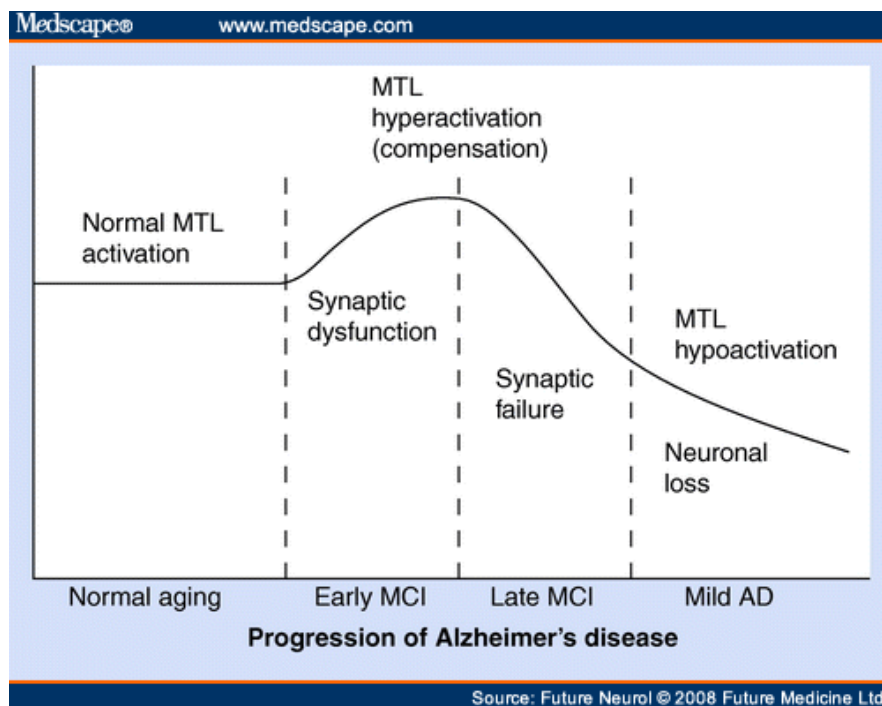 Medscape® www.medscape.com
MTL
hyperactivation
(compensation)
Normal MTL
activation
Synaptic
dysfunction
MTL
hypoactivation
Synaptic
failure
Neuronal
loss
Normal aging Early MCI Late MCI Mild AD
Progression of Alzheimer's disease
Source: Future Neurol © 2008 Future Medicine Ltd